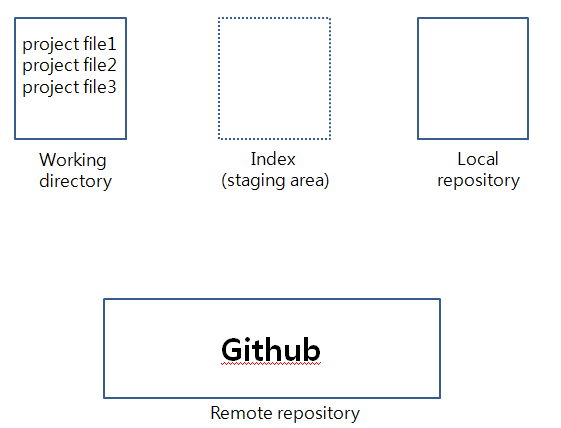 project file1
project file2
project file3
Working
directory
Index
(staging area)
Local
repository
Github
Remote repository